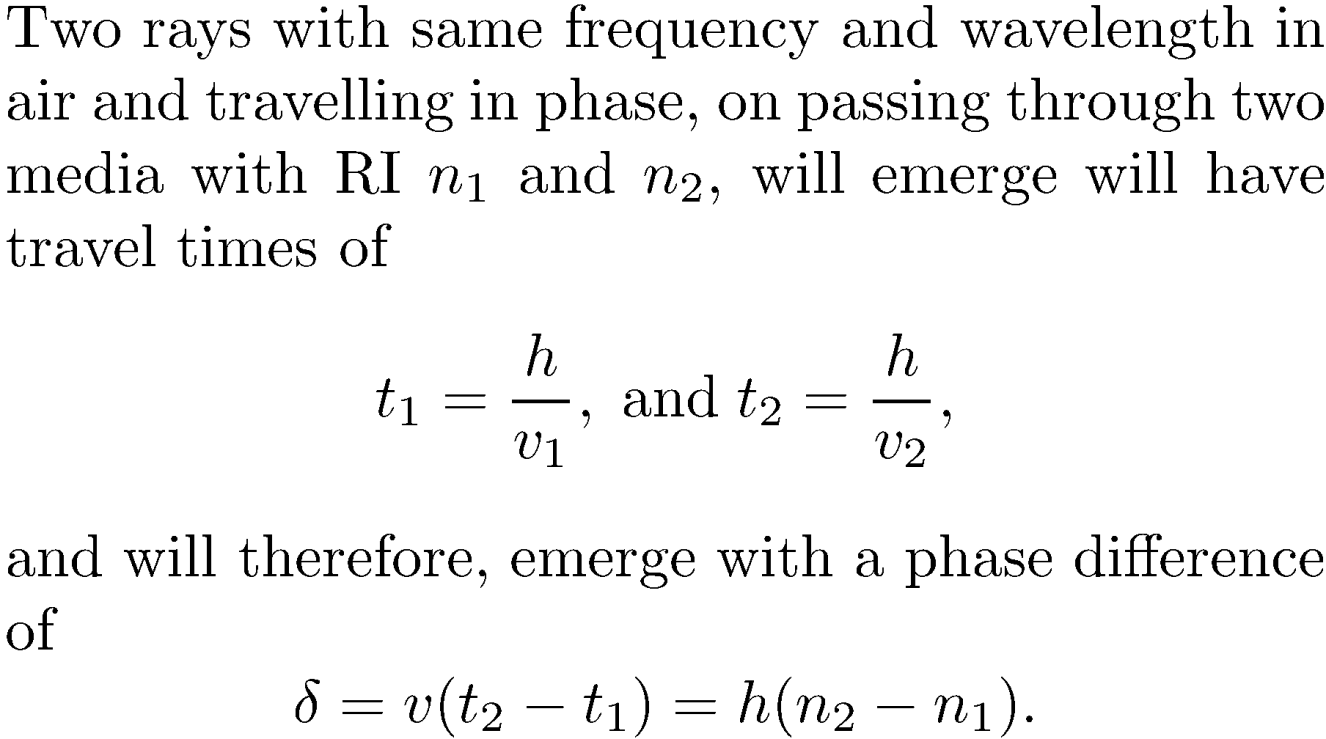 Two rays with same frequency and wavelength in
air and travelling in phase, on passing through two
media with RI n₁ and n₂, will emerge will have
travel times of
t₁ = h/v₁, and t₂ = h/v₂,
and will therefore, emerge with a phase difference
of
δ = v(t₂ − t₁) = h(n₂ − n₁).